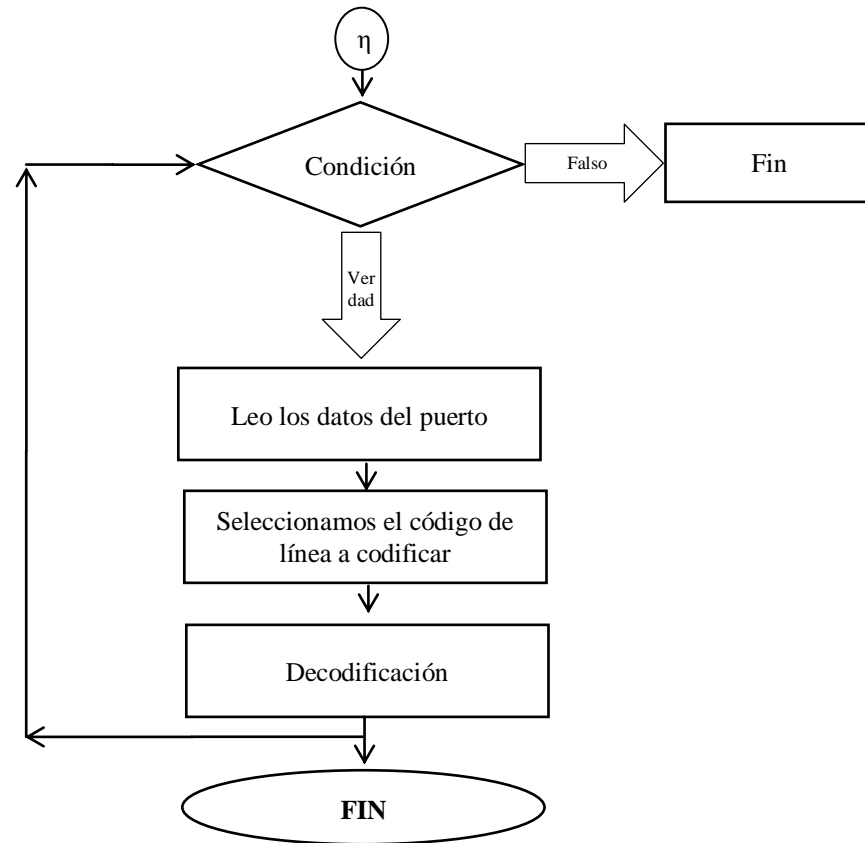 η
Condición
Falso
Fin
Ver
dad
Leo los datos del puerto
Seleccionamos el código de
línea a codificar
Decodificación
FIN